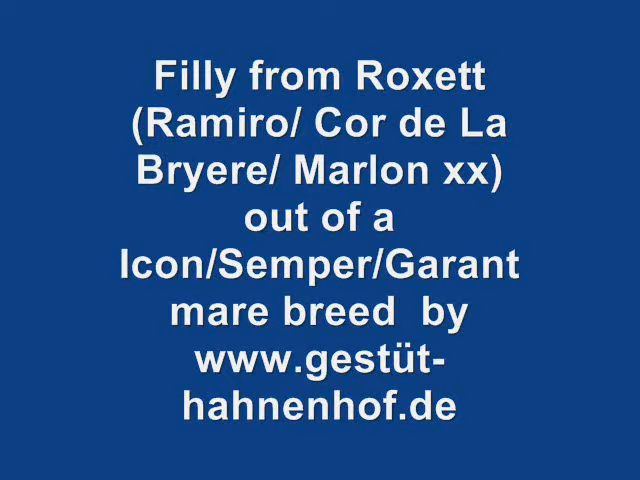 Filly from Roxett
(Ramiro/ Cor de La
Bryere/ Marlon xx)
out of a
Icon/Semper/Garant
mare breed  by
www.gestüt-
hahnenhof.de